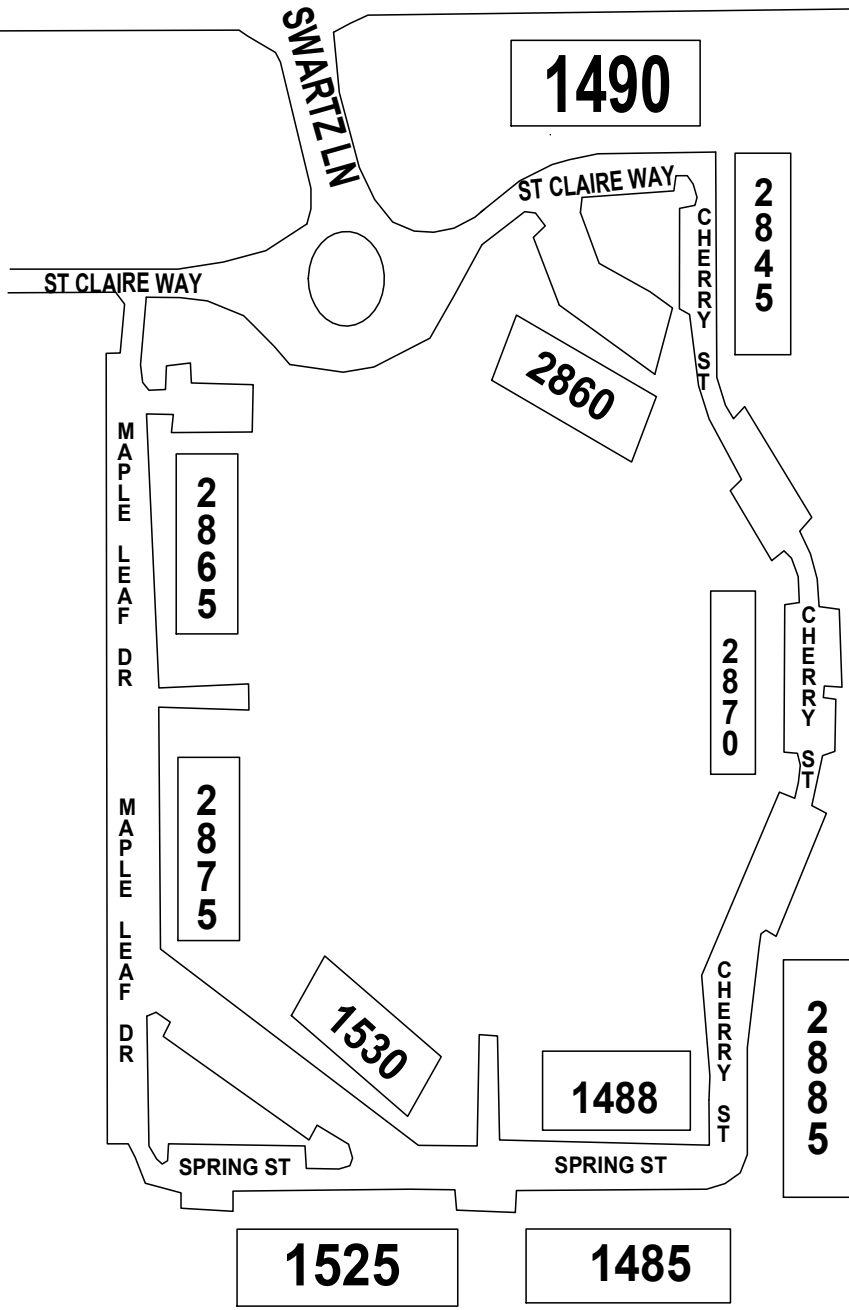 SWARTZ LN
1490
ST CLAIRE WAY
2845
CHERRY ST
ST CLAIRE WAY
2860
MAPLE LEAF DR
2865
CHERRY ST
2870
2875
MAPLE LEAF DR
1530
CHERRY ST
2885
1488
SPRING ST
SPRING ST
1525
1485